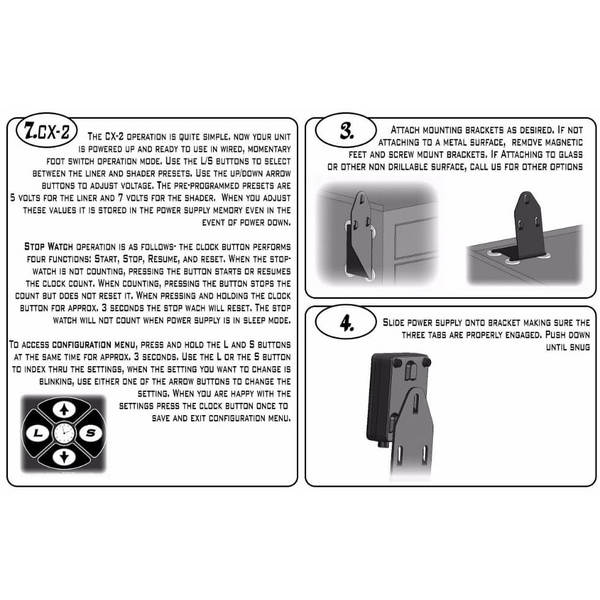 7.CX-2
The CX-2 operation is quite simple. now your unit
is powered up and ready to use in wired, momentary
foot switch operation mode. Use the L/S buttons to select
between the liner and shader presets. Use the up/down arrow
buttons to adjust voltage. The pre-programmed presets are
5 volts for the liner and 7 volts for the shader. When you adjust
these values it is stored in the power supply memory even in the
event of power down.
Stop Watch operation is as follows- the clock button performs
four functions: Start, Stop, Resume, and reset. When the stop-
watch is not counting, pressing the button starts or resumes
the clock count. When counting, pressing the button stops the
count but does not reset it. When pressing and holding the clock
button for approx. 3 seconds the stop wach will reset. The stop
watch will not count when power supply is in sleep mode.
To access configuration menu, press and hold the L and S buttons
at the same time for approx. 3 seconds. Use the L or the S button
to index thru the settings, when the setting you want to change is
blinking, use either one of the arrow buttons to change the
setting. When you are happy with the
settings press the clock button once to
save and exit configuration menu.
L S
3.
Attach mounting brackets as desired. If not
attaching to a metal surface, remove magnetic
feet and screw mount brackets. If Attaching to glass
or other non drillable surface, call us for other options
4.
Slide power supply onto bracket making sure the
three tabs are properly engaged. Push down
until snug